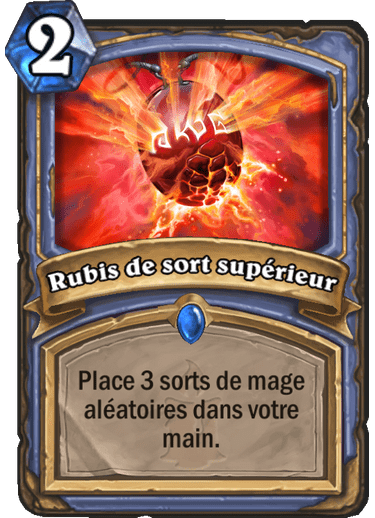 2
Rubis de sort supérieur
Place 3 sorts de mage
aléatoires dans votre
main.